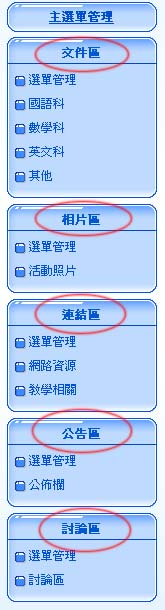 主選單管理
文件區
選單管理
國語科
數學科
英文科
其他
相片區
選單管理
活動照片
連結區
選單管理
網路資源
教學相關
公告區
選單管理
公佈欄
討論區
選單管理
討論區